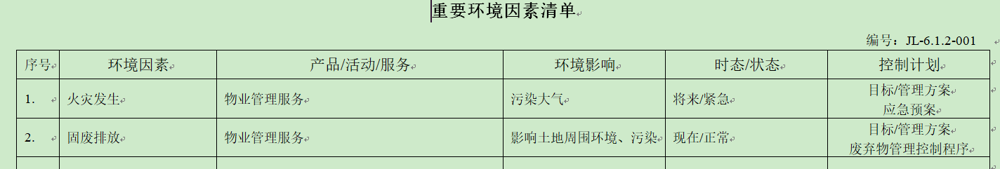 重要环境因素清单
编号：JL-6.1.2-001
序号 环境因素 产品/活动/服务 环境影响 时态/状态 控制计划
1. 火灾发生 物业管理服务 污染大气 将来/紧急 目标/管理方案
应急预案
2. 固废排放 物业管理服务 影响土地周围环境、污染 现在/正常 目标/管理方案
废弃物管理控制程序